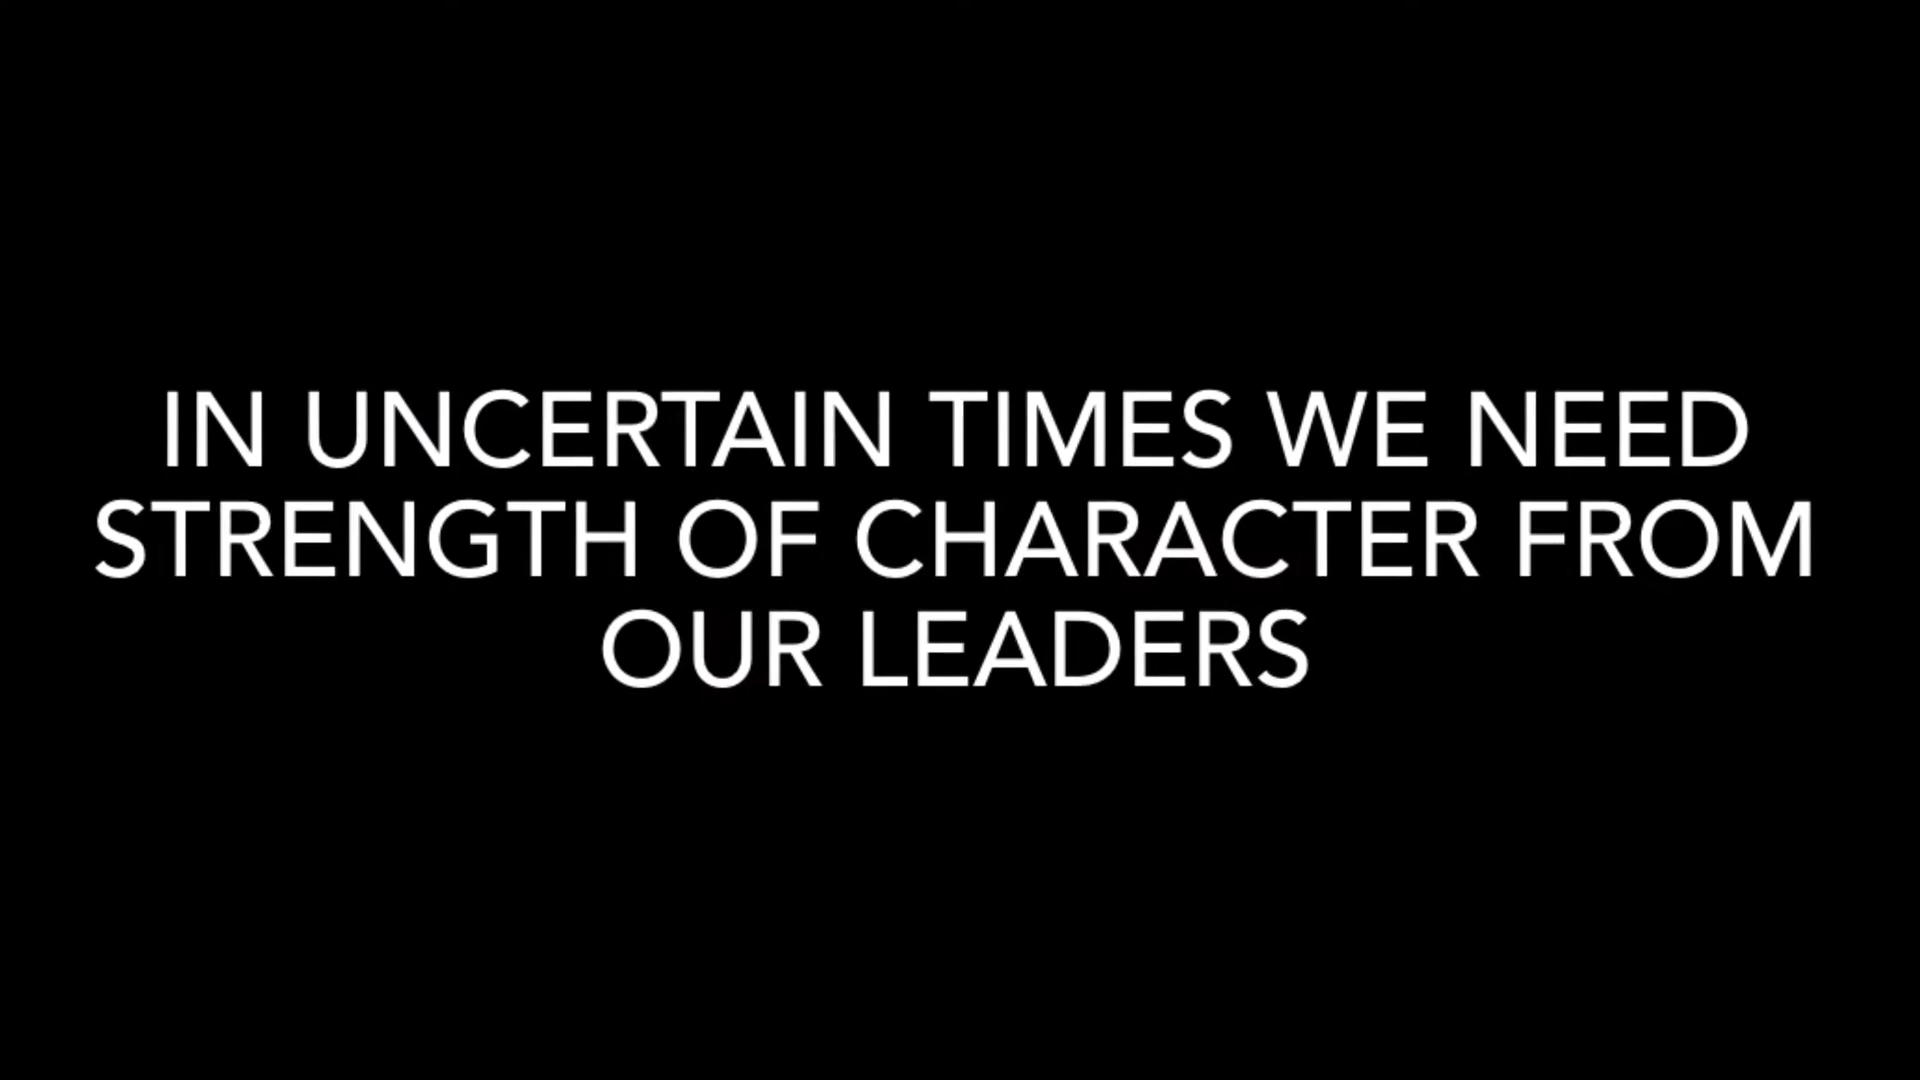 IN UNCERTAIN TIMES WE NEED
STRENGTH OF CHARACTER FROM
OUR LEADERS